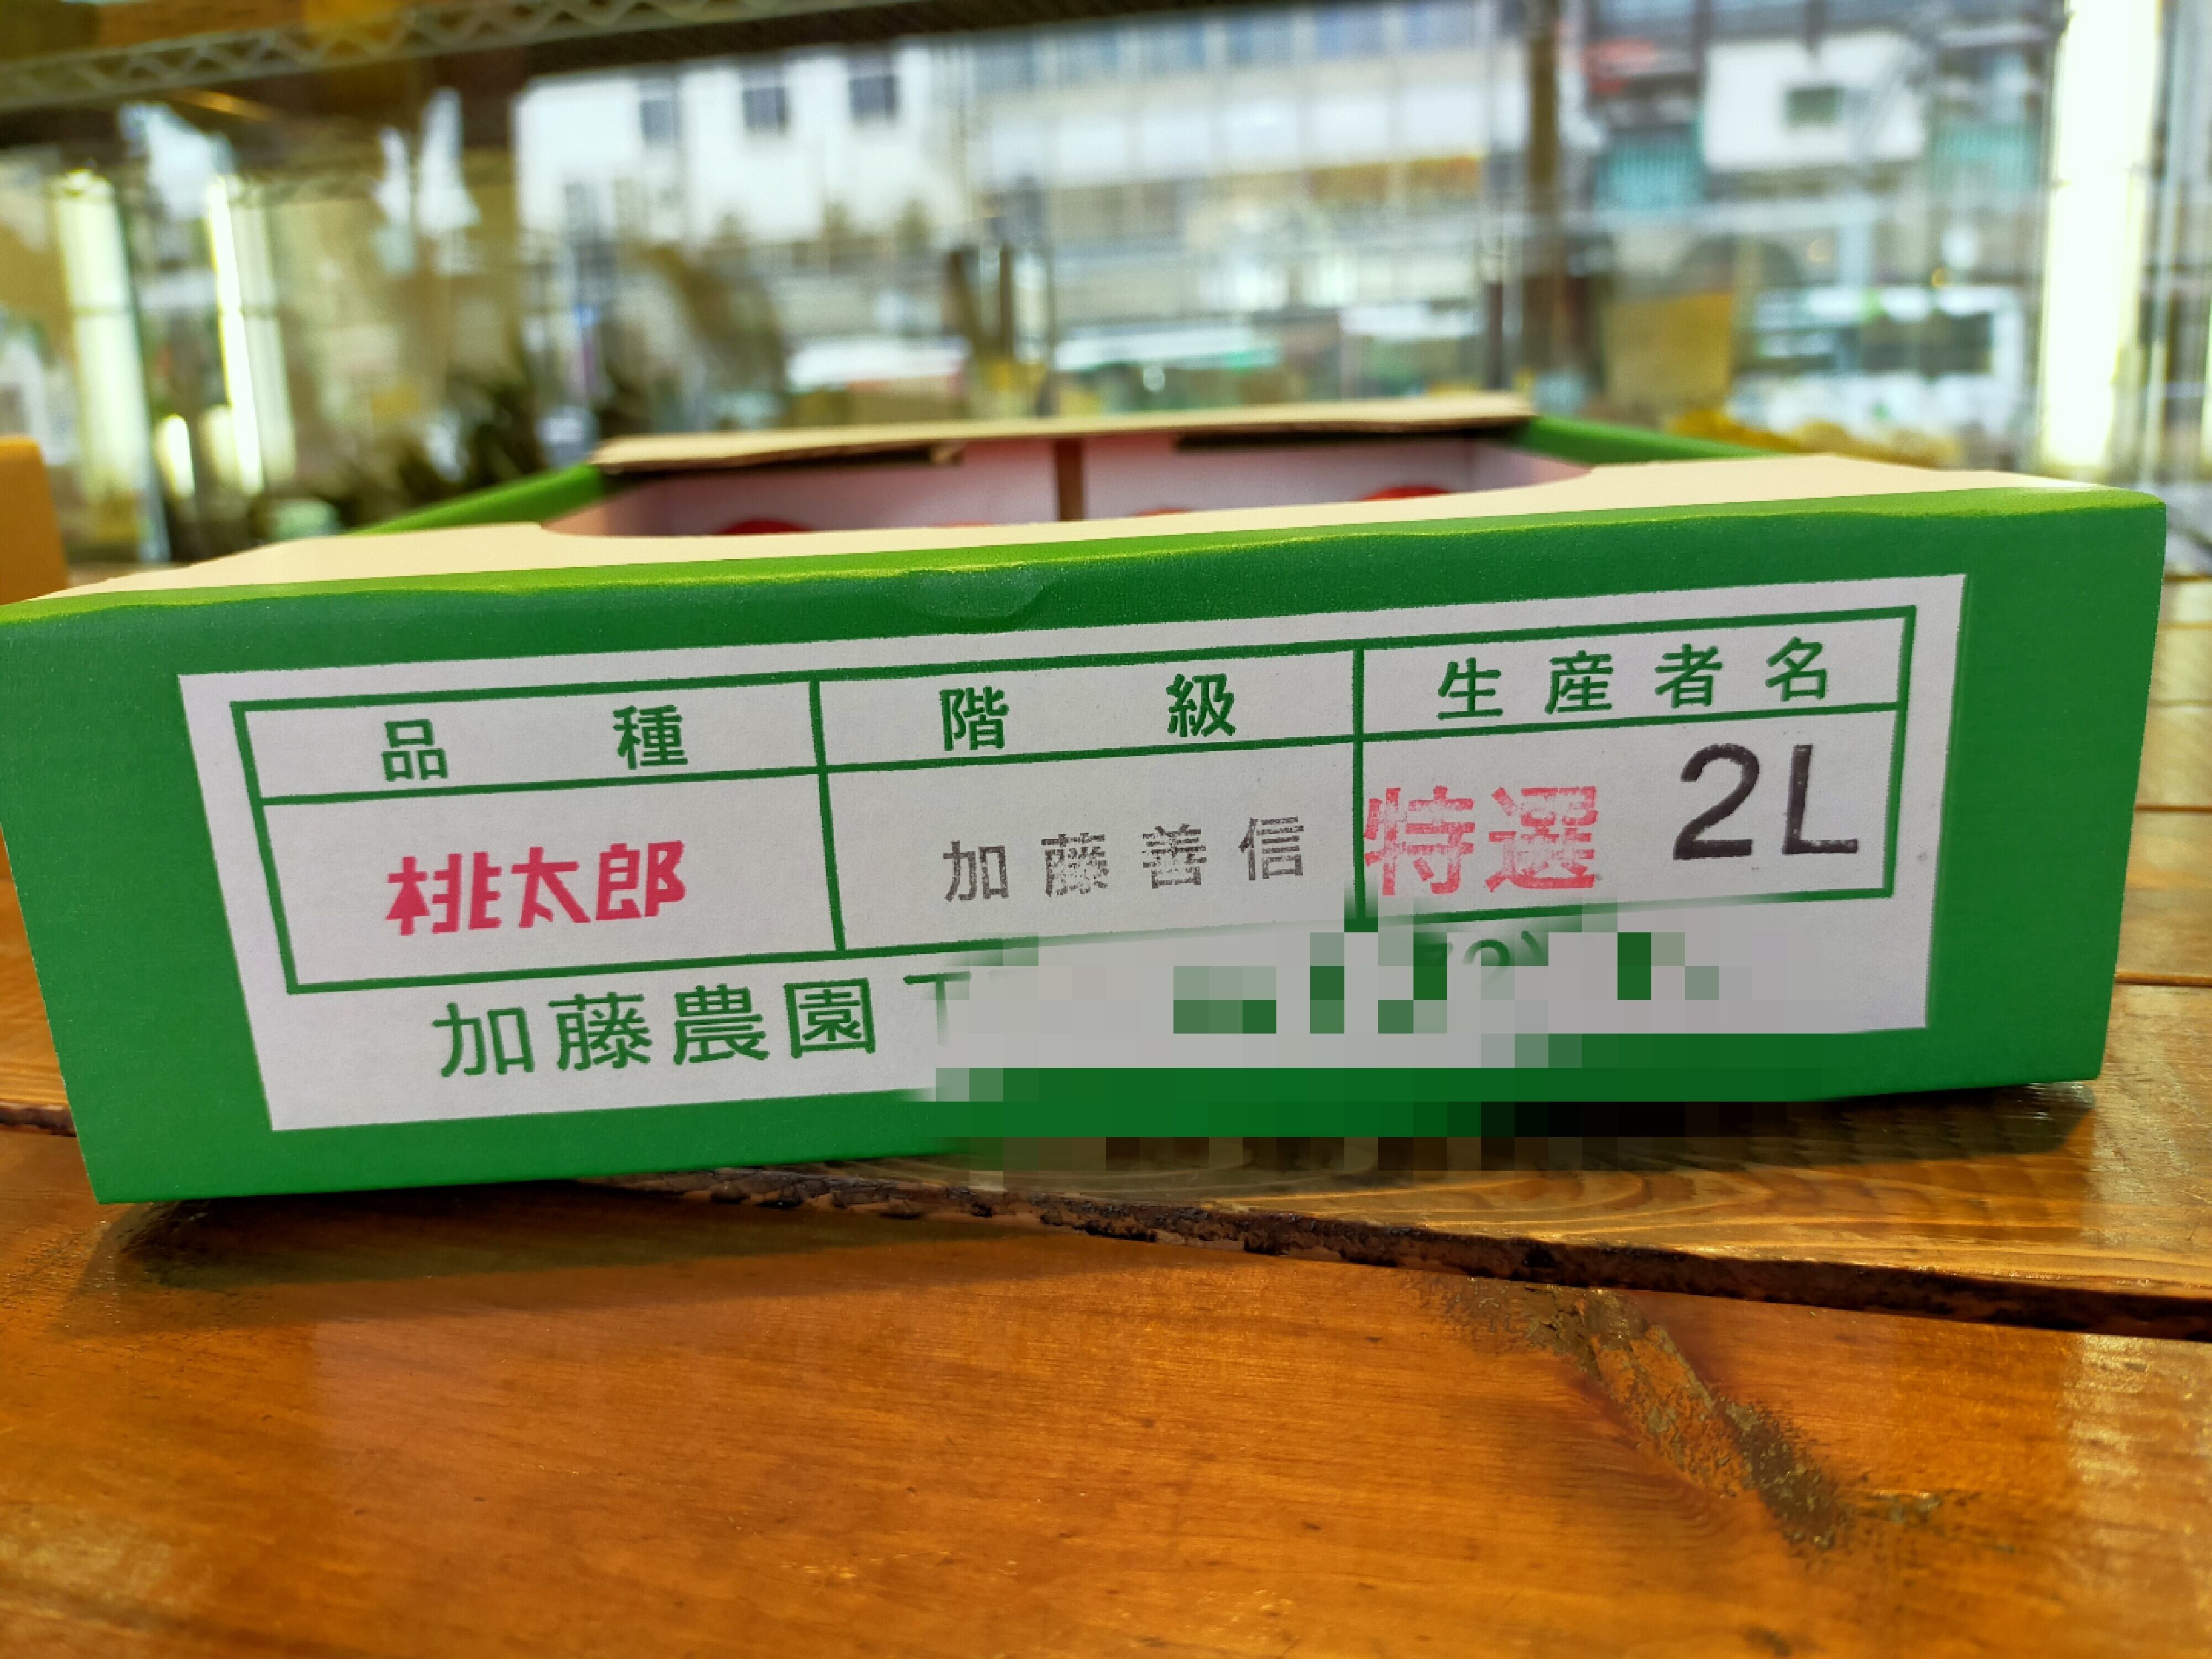 品種 階級 生産者名
桃太郎 加藤善信 特選 2L
加藤農園